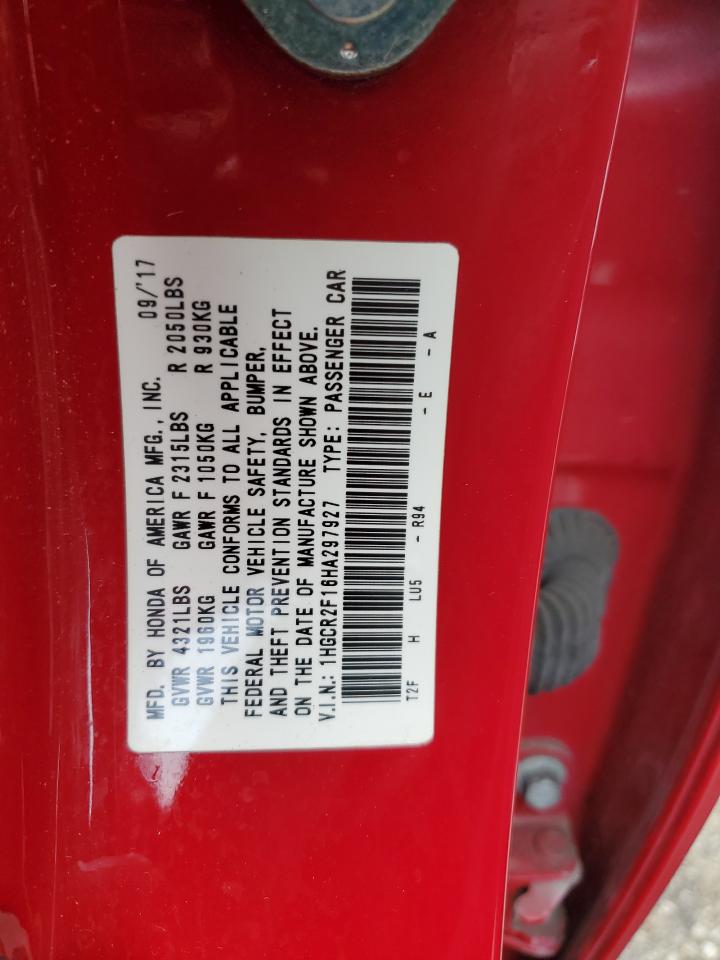 MFD. BY HONDA OF AMERICA MFG., INC. 09/'17
GVWR 4321LBS GAWR F 2315LBS R 2050LBS
GVWR 1960KG GAWR F 1050KG R 930KG
THIS VEHICLE CONFORMS TO ALL APPLICABLE
FEDERAL MOTOR VEHICLE SAFETY, BUMPER,
AND THEFT PREVENTION STANDARDS IN EFFECT
ON THE DATE OF MANUFACTURE SHOWN ABOVE.
V.I.N.: 1HGCR2F16HA297927 TYPE: PASSENGER CAR
T2F H LU5 - R94 - E - A